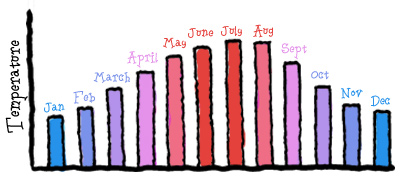 Temperature
Jan
Feb
March
April
May
June
July
Aug
Sept
Oct
Nov
Dec